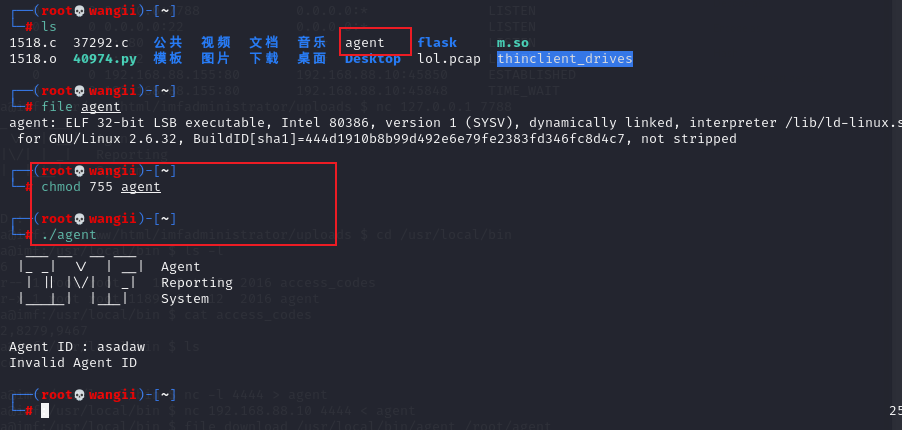 ┌──(root💀wangii)-[~]
└─# ls
1518.c 37292.c 公共 视频 文档 音乐 agent flask m.so
1518.o 40974.py 模板 图片 下载 桌面 Desktop lol.pcap thinclient_drives
┌──(root💀wangii)-[~]
└─# file agent
agent: ELF 32-bit LSB executable, Intel 80386, version 1 (SYSV), dynamically linked, interpreter /lib/ld-linux.s
for GNU/Linux 2.6.32, BuildID[sha1]=444d1910b8b99d492e6e79fe2383fd346fc8d4c7, not stripped
┌──(root💀wangii)-[~]
└─# chmod 755 agent
┌──(root💀wangii)-[~]
└─# ./agent
Agent
Reporting
System
Agent ID : asadaw
Invalid Agent ID
┌──(root💀wangii)-[~]
└─#
25